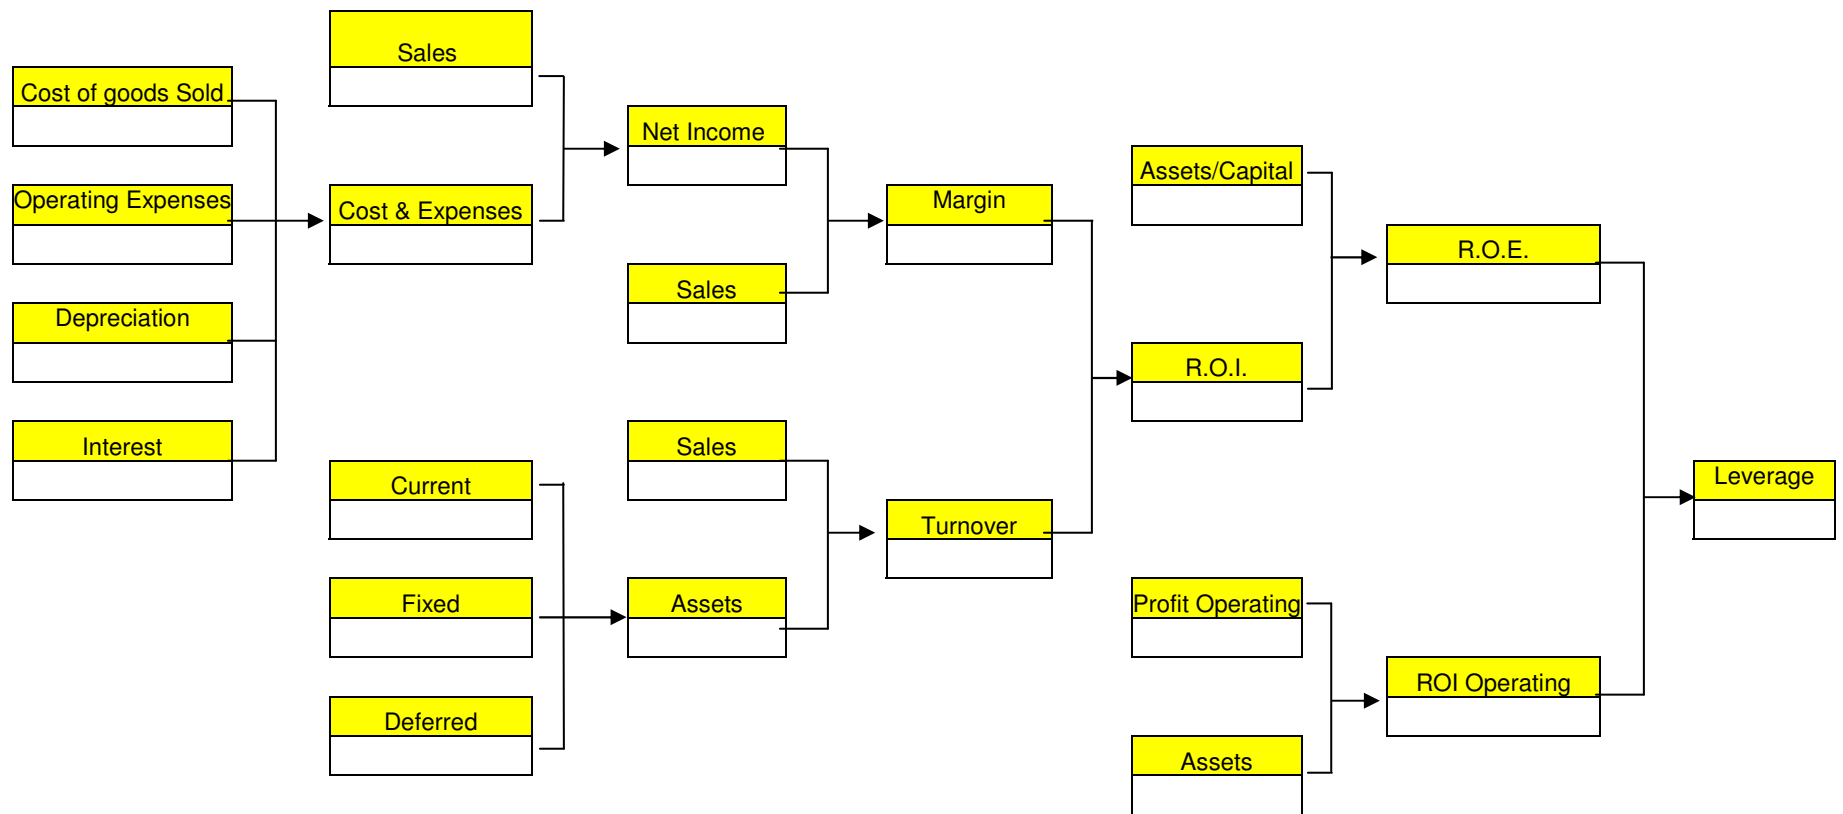 Sales
Cost of goods Sold
Net Income
Assets/Capital
Operating Expenses
Cost & Expenses
Margin
R.O.E.
Sales
Depreciation
R.O.I.
Interest
Sales
Current
Leverage
Turnover
Fixed
Assets
Profit Operating
ROI Operating
Deferred
Assets